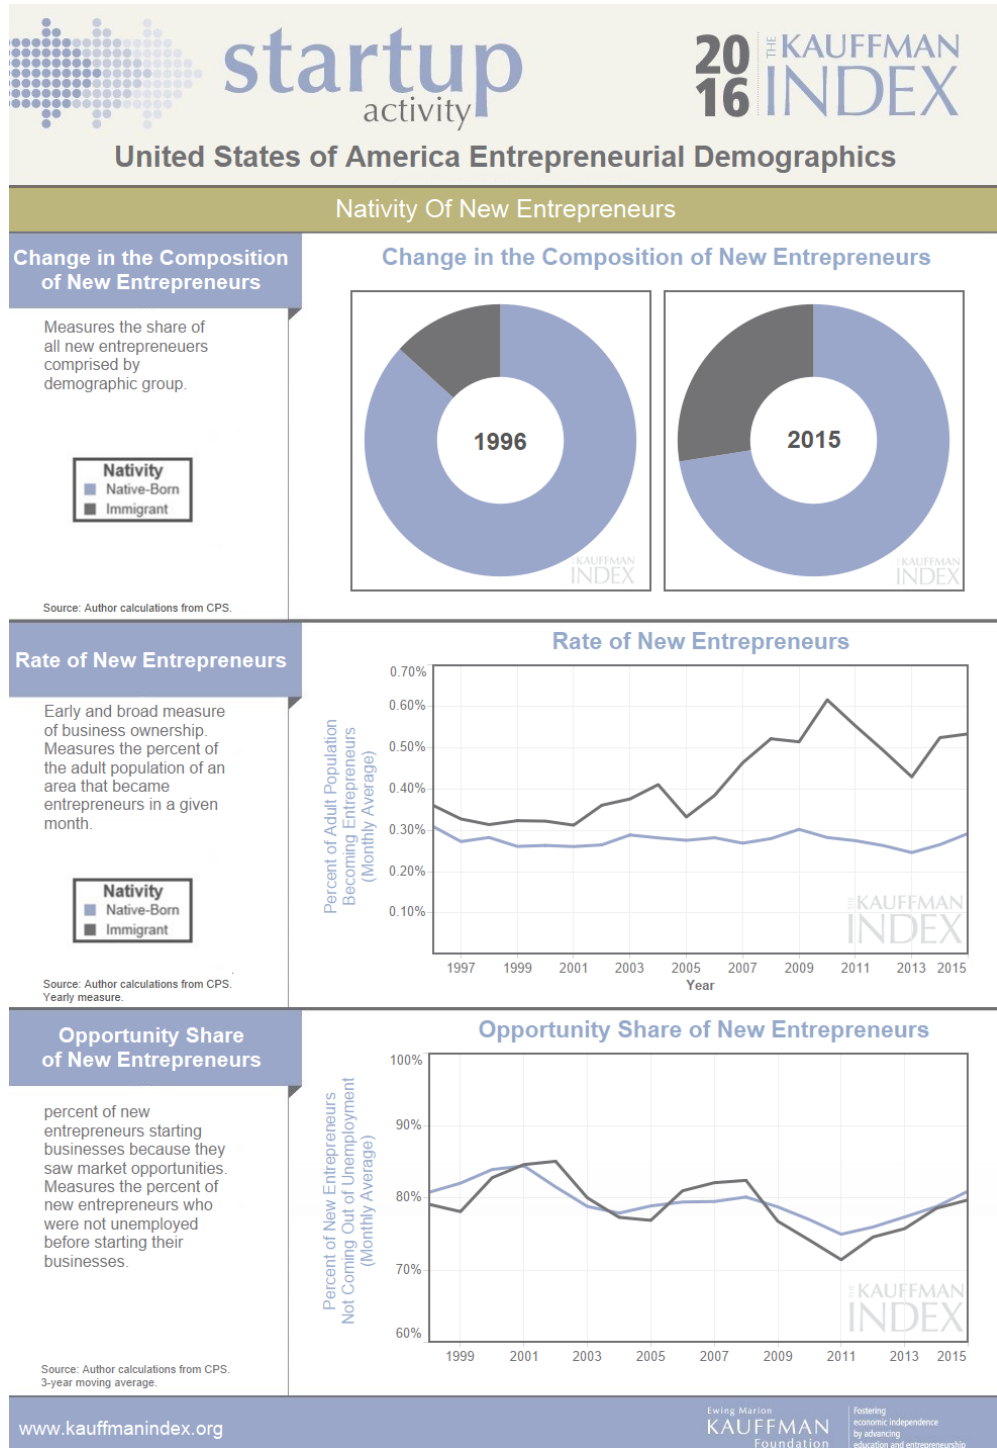 startup
activity
20
16
THE
KAUFFMAN
INDEX
United States of America Entrepreneurial Demographics
Nativity Of New Entrepreneurs
Change in the Composition
of New Entrepreneurs
Measures the share of
all new entrepreneuers
comprised by
demographic group.
Nativity
Native-Born
Immigrant
Source: Author calculations from CPS.
Change in the Composition of New Entrepreneurs
1996
KAUFFMAN
INDEX
2015
KAUFFMAN
INDEX
Rate of New Entrepreneurs
Early and broad measure
of business ownership.
Measures the percent of
the adult population of an
area that became
entrepreneurs in a given
month.
Nativity
Native-Born
Immigrant
Source: Author calculations from CPS.
Yearly measure.
Rate of New Entrepreneurs
Percent of Adult Population
Becoming Entrepreneurs
(Monthly Average)
0.70%
0.60%
0.50%
0.40%
0.30%
0.20%
0.10%
THE
KAUFFMAN
INDEX
1997 1999 2001 2003 2005 2007 2009 2011 2013 2015
Year
Opportunity Share
of New Entrepreneurs
percent of new
entrepreneurs starting
businesses because they
saw market opportunities.
Measures the percent of
new entrepreneurs who
were not unemployed
before starting their
businesses.
Source: Author calculations from CPS.
3-year moving average.
Opportunity Share of New Entrepreneurs
Percent of New Entrepreneurs
Not Coming Out of Unemployment
(Monthly Average)
100%
90%
80%
70%
60%
THE
KAUFFMAN
INDEX
1999 2001 2003 2005 2007 2009 2011 2013 2015
www.kauffmanindex.org
Ewing Marion
KAUFFMAN
Foundation
Fostering
economic independence
by advancing
education and entrepreneurship